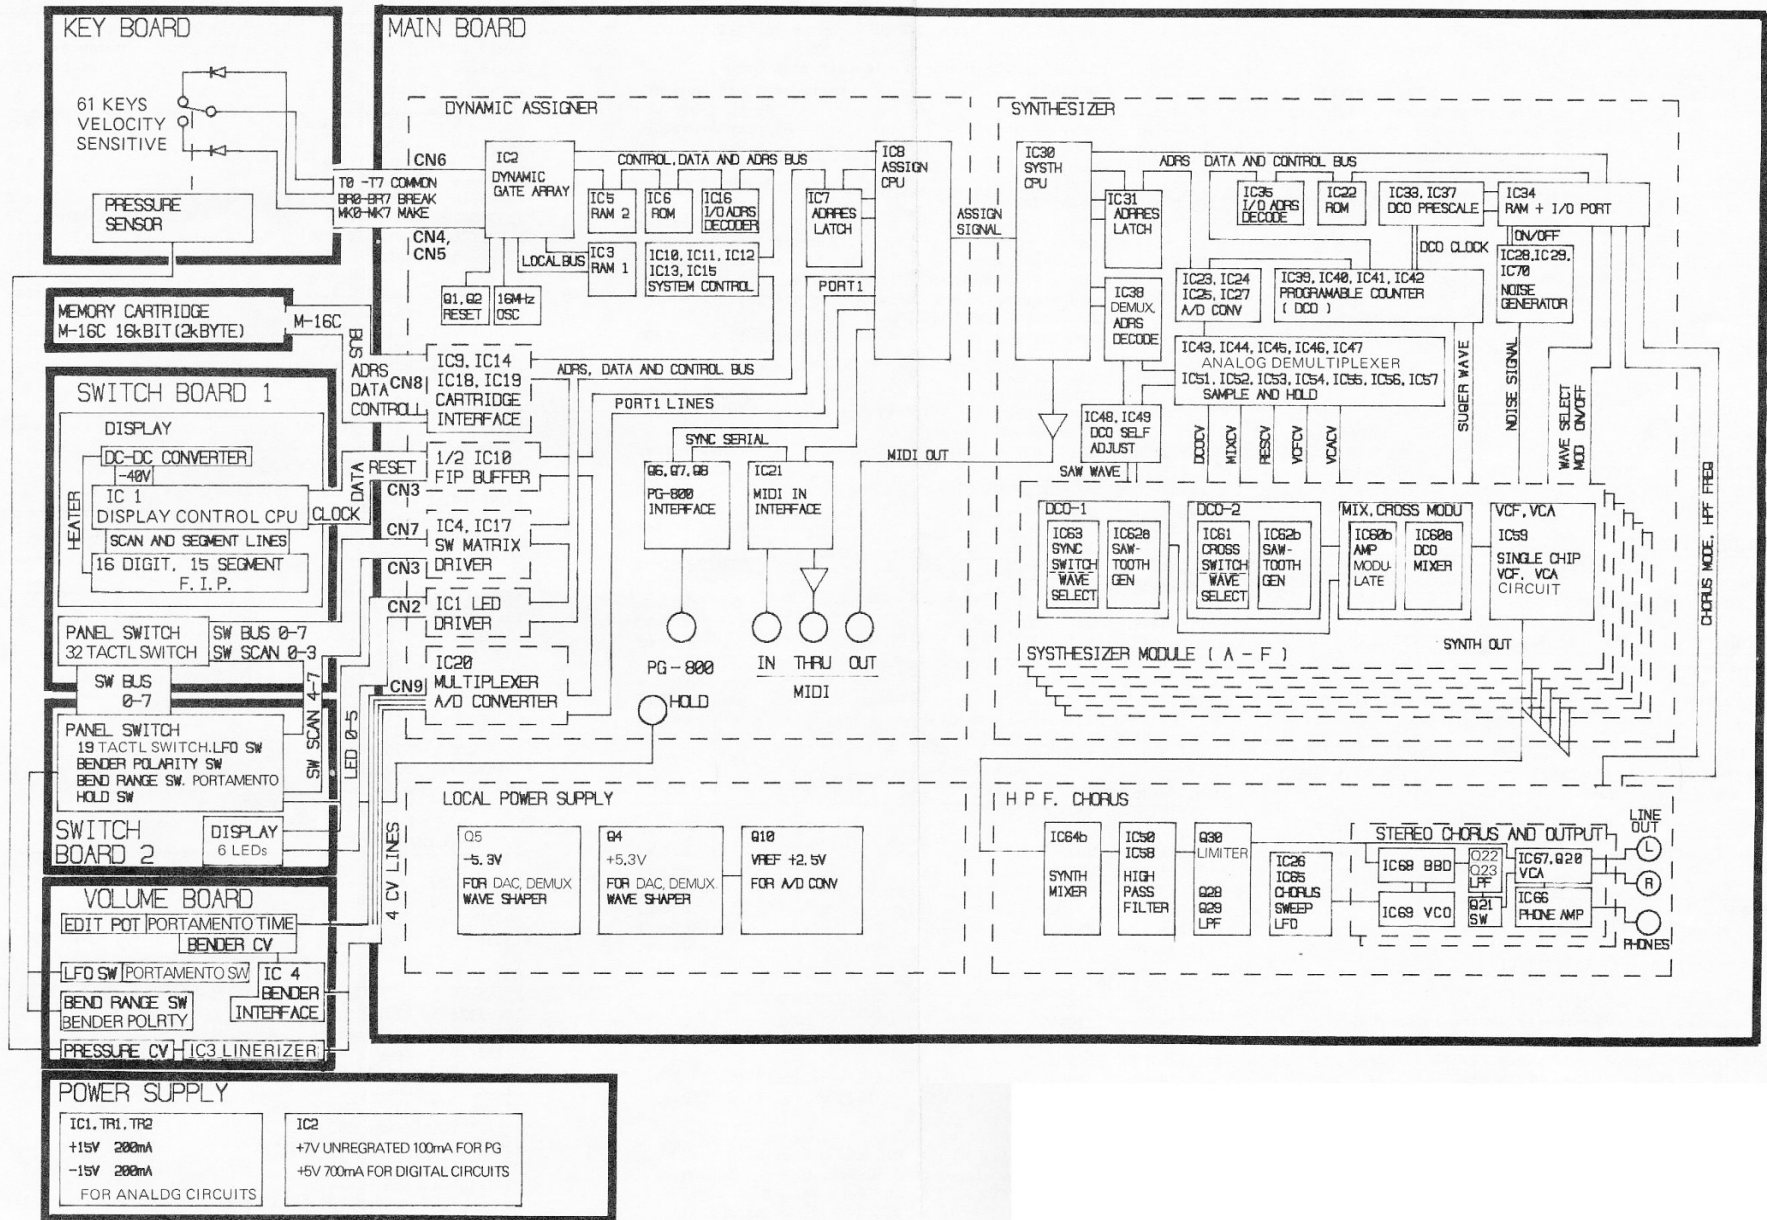 KEY BOARD
61 KEYS
VELOCITY
SENSITIVE
PRESSURE
SENSOR
T0 -T7 COMMON
BR0-BR7 BREAK
MK0-MK7 MAKE
CN6
CN4,
CN5
MEMORY CARTRIDGE
M-16C 16kBIT(2kBYTE)
M-16C
BUS
ADRS
DATA
CONTROLL
CN8
SWITCH BOARD 1
DISPLAY
DC-DC CONVERTER
-40V
IC 1
DISPLAY CONTROL CPU
HEATER
SCAN AND SEGMENT LINES
16 DIGIT, 15 SEGMENT
F. I. P.
RESET
DATA
CLOCK
CN3
CN7
CN3
CN2
CN9
PANEL SWITCH
32 TACTL SWITCH
SW BUS 0-7
SW SCAN 0-3
SW BUS
0-7
SW SCAN 4-7
LED 0-5
PANEL SWITCH
19 TACTL SWITCH.LFO SW
BENDER POLARITY SW
BEND RANGE SW. PORTAMENTO
HOLD SW
SWITCH
BOARD 2
DISPLAY
6 LEDs
VOLUME BOARD
EDIT POT
PORTAMENTO TIME
BENDER CV
LFO SW
PORTAMENTO SW
IC 4
BENDER
INTERFACE
BEND RANGE SW
BENDER POLRTY
PRESSURE CV
IC3 LINERIZER
4 CV LINES
POWER SUPPLY
IC1. TR1. TR2
+15V 200mA
-15V 200mA
FOR ANALDG CIRCUITS
IC2
+7V UNREGRATED 100mA FOR PG
+5V 700mA FOR DIGITAL CIRCUITS
MAIN BOARD
DYNAMIC ASSIGNER
IC2
DYNAMIC
GATE ARRAY
CONTROL, DATA AND ADRS BUS
IC5
RAM 2
IC6
ROM
IC16
I/O ADRS
DECODER
IC7
ADRRES
LATCH
IC8
ASSIGN
CPU
LOCALBUS
IC3
RAM 1
IC10, IC11, IC12
IC13, IC15
SYSTEM CONTROL
Q1, Q2
RESET
16MHz
OSC
PORT1
IC9, IC14
IC18, IC19
CARTRIDGE
INTERFACE
ADRS, DATA AND CONTROL BUS
PORT1 LINES
1/2 IC10
FIP BUFFER
IC4, IC17
SW MATRIX
DRIVER
IC1 LED
DRIVER
IC20
MULTIPLEXER
A/D CONVERTER
SYNC SERIAL
Q6, Q7, Q8
PG-800
INTERFACE
IC21
MIDI IN
INTERFACE
MIDI OUT
PG-800
IN THRU OUT
MIDI
HOLD
ASSIGN
SIGNAL
LOCAL POWER SUPPLY
Q5
-5. 3V
FOR DAC, DEMUX.
WAVE SHAPER
Q4
+5.3V
FOR DAC, DEMUX.
WAVE SHAPER
Q10
VREF +2. 5V
FOR A/D CONV
SYNTHESIZER
IC30
SYSTH
CPU
ADRS DATA AND CONTROL BUS
IC31
ADRRES
LATCH
IC35
I/O ADRS
DECODE
IC22
ROM
IC33, IC37
DCO PRESCALE
IC34
RAM + I/O PORT
DCO CLOCK
ON/OFF
IC28, IC29,
IC70
NOISE
GENERATOR
IC38
DEMUX.
ADRS
DECODE
IC23, IC24
IC25, IC27
A/D CONV
IC39, IC40, IC41, IC42
PROGRAMABLE COUNTER
( DCO )
IC43, IC44, IC45, IC46, IC47
ANALOG DEMULTIPLEXER
IC51, IC52, IC53, IC54, IC55, IC56, IC57
SAMPLE AND HOLD
IC48, IC49
DCO SELF
ADJUST
SAW WAVE
DCOCV
MIXCV
RESCV
VCFCV
VCACV
SUQER WAVE
NOISE SIGNAL
WAVE SELECT
MOD ON/OFF
CHORUS MODE, HPF FREQ
DCO-1
IC63
SYNC
SWITCH
WAVE
SELECT
IC62a
SAW-
TOOTH
GEN
DCO-2
IC61
CROSS
SWITCH
WAVE
SELECT
IC62b
SAW-
TOOTH
GEN
MIX, CROSS MODU
IC60b
AMP
MODU-
LATE
IC60a
DCO
MIXER
VCF, VCA
IC59
SINGLE CHIP
VCF, VCA
CIRCUIT
SYSTHESIZER MODULE ( A - F )
SYNTH OUT
H P F. CHORUS
IC64b
SYNTH
MIXER
IC50
IC58
HIGH
PASS
FILTER
Q30
LIMITER
Q28
Q29
LPF
IC26
IC65
CHORUS
SWEEP
LFO
STEREO CHORUS AND OUTPUT
IC68 BBD
IC69 VCO
Q22
Q23
LPF
Q21
SW
IC67, Q20
VCA
IC66
PHONE AMP
LINE
OUT
L
R
PHONES